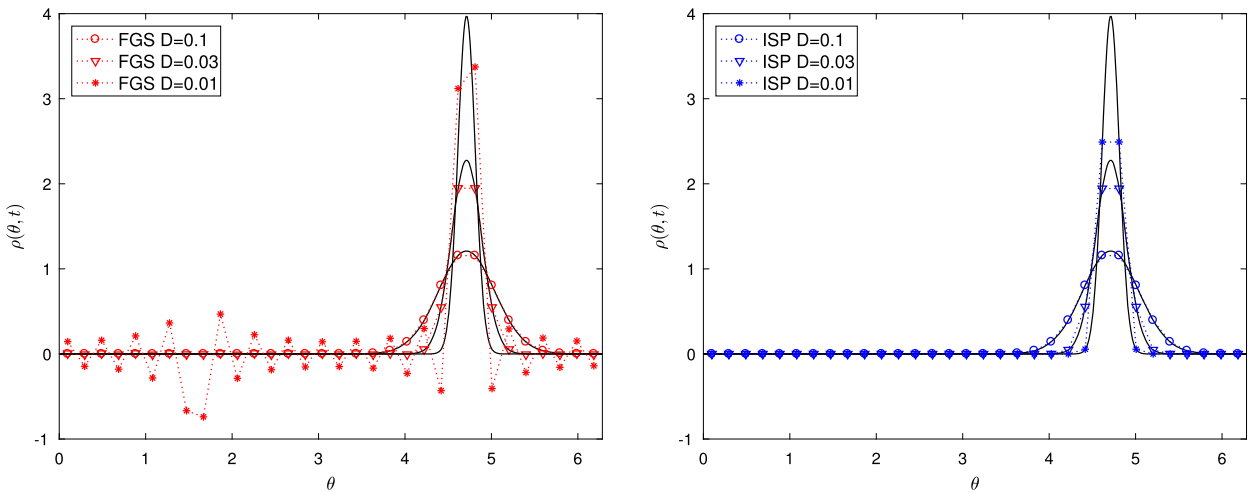 4
3
2
1
0
-1
0
1
2
3
4
5
6
ρ(θ, t)
θ
FGS D=0.1
FGS D=0.03
FGS D=0.01
4
3
2
1
0
-1
0
1
2
3
4
5
6
ρ(θ, t)
θ
ISP D=0.1
ISP D=0.03
ISP D=0.01